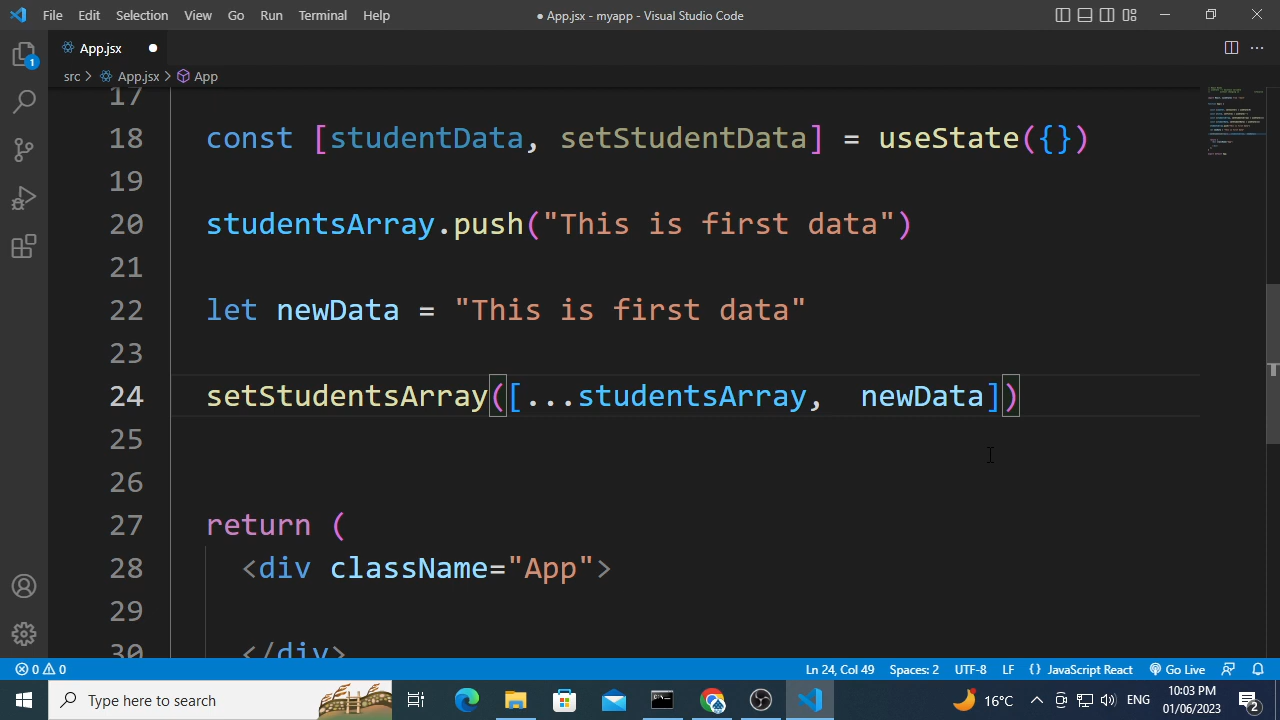 File Edit Selection View Go Run Terminal Help ● App.jsx - myapp - Visual Studio Code
App.jsx
src > App.jsx > App
17
18 const [studentData, setStudentData] = useState({})
19
20 studentsArray.push("This is first data")
21
22 let newData = "This is first data"
23
24 setStudentsArray([...studentsArray,  newData])
25
26
27 return (
28 <div className="App">
29
30 </div>
1
0 0 Ln 24, Col 49 Spaces: 2 UTF-8 LF {} JavaScript React Go Live
Type here to search 16°C ENG 10:03 PM
01/06/2023
2